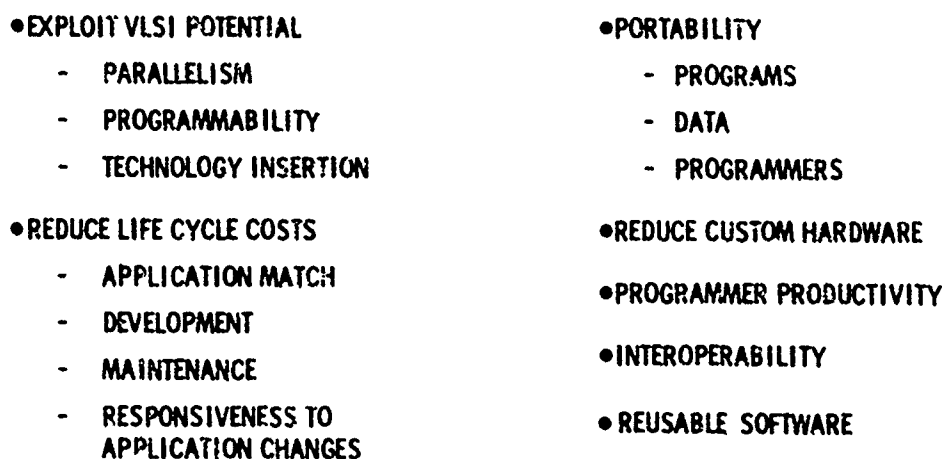 ●EXPLOIT VLSI POTENTIAL
- PARALLELISM
- PROGRAMMABILITY
- TECHNOLOGY INSERTION
●REDUCE LIFE CYCLE COSTS
- APPLICATION MATCH
- DEVELOPMENT
- MAINTENANCE
- RESPONSIVENESS TO
APPLICATION CHANGES
●PORTABILITY
- PROGRAMS
- DATA
- PROGRAMMERS
●REDUCE CUSTOM HARDWARE
●PROGRAMMER PRODUCTIVITY
●INTEROPERABILITY
● REUSABLE SOFTWARE